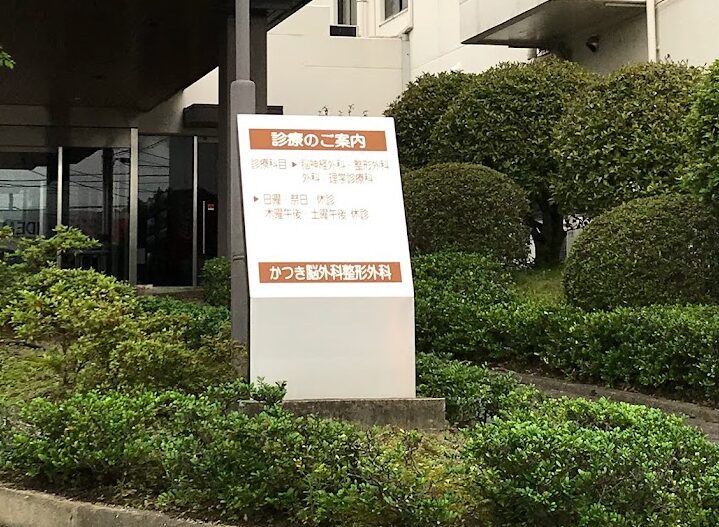 診療のご案内
診療科目 ▶ 脳神経外科・整形外科
外科・理学診療科
▶ 日曜 祭日 休診
木曜午後 土曜午後 休診
かつき脳外科整形外科